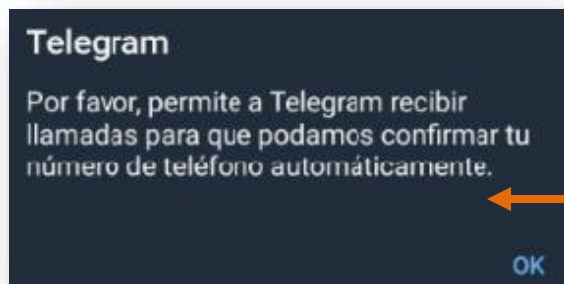 Telegram
Por favor, permite a Telegram recibir
llamadas para que podamos confirmar tu
número de teléfono automáticamente.
OK